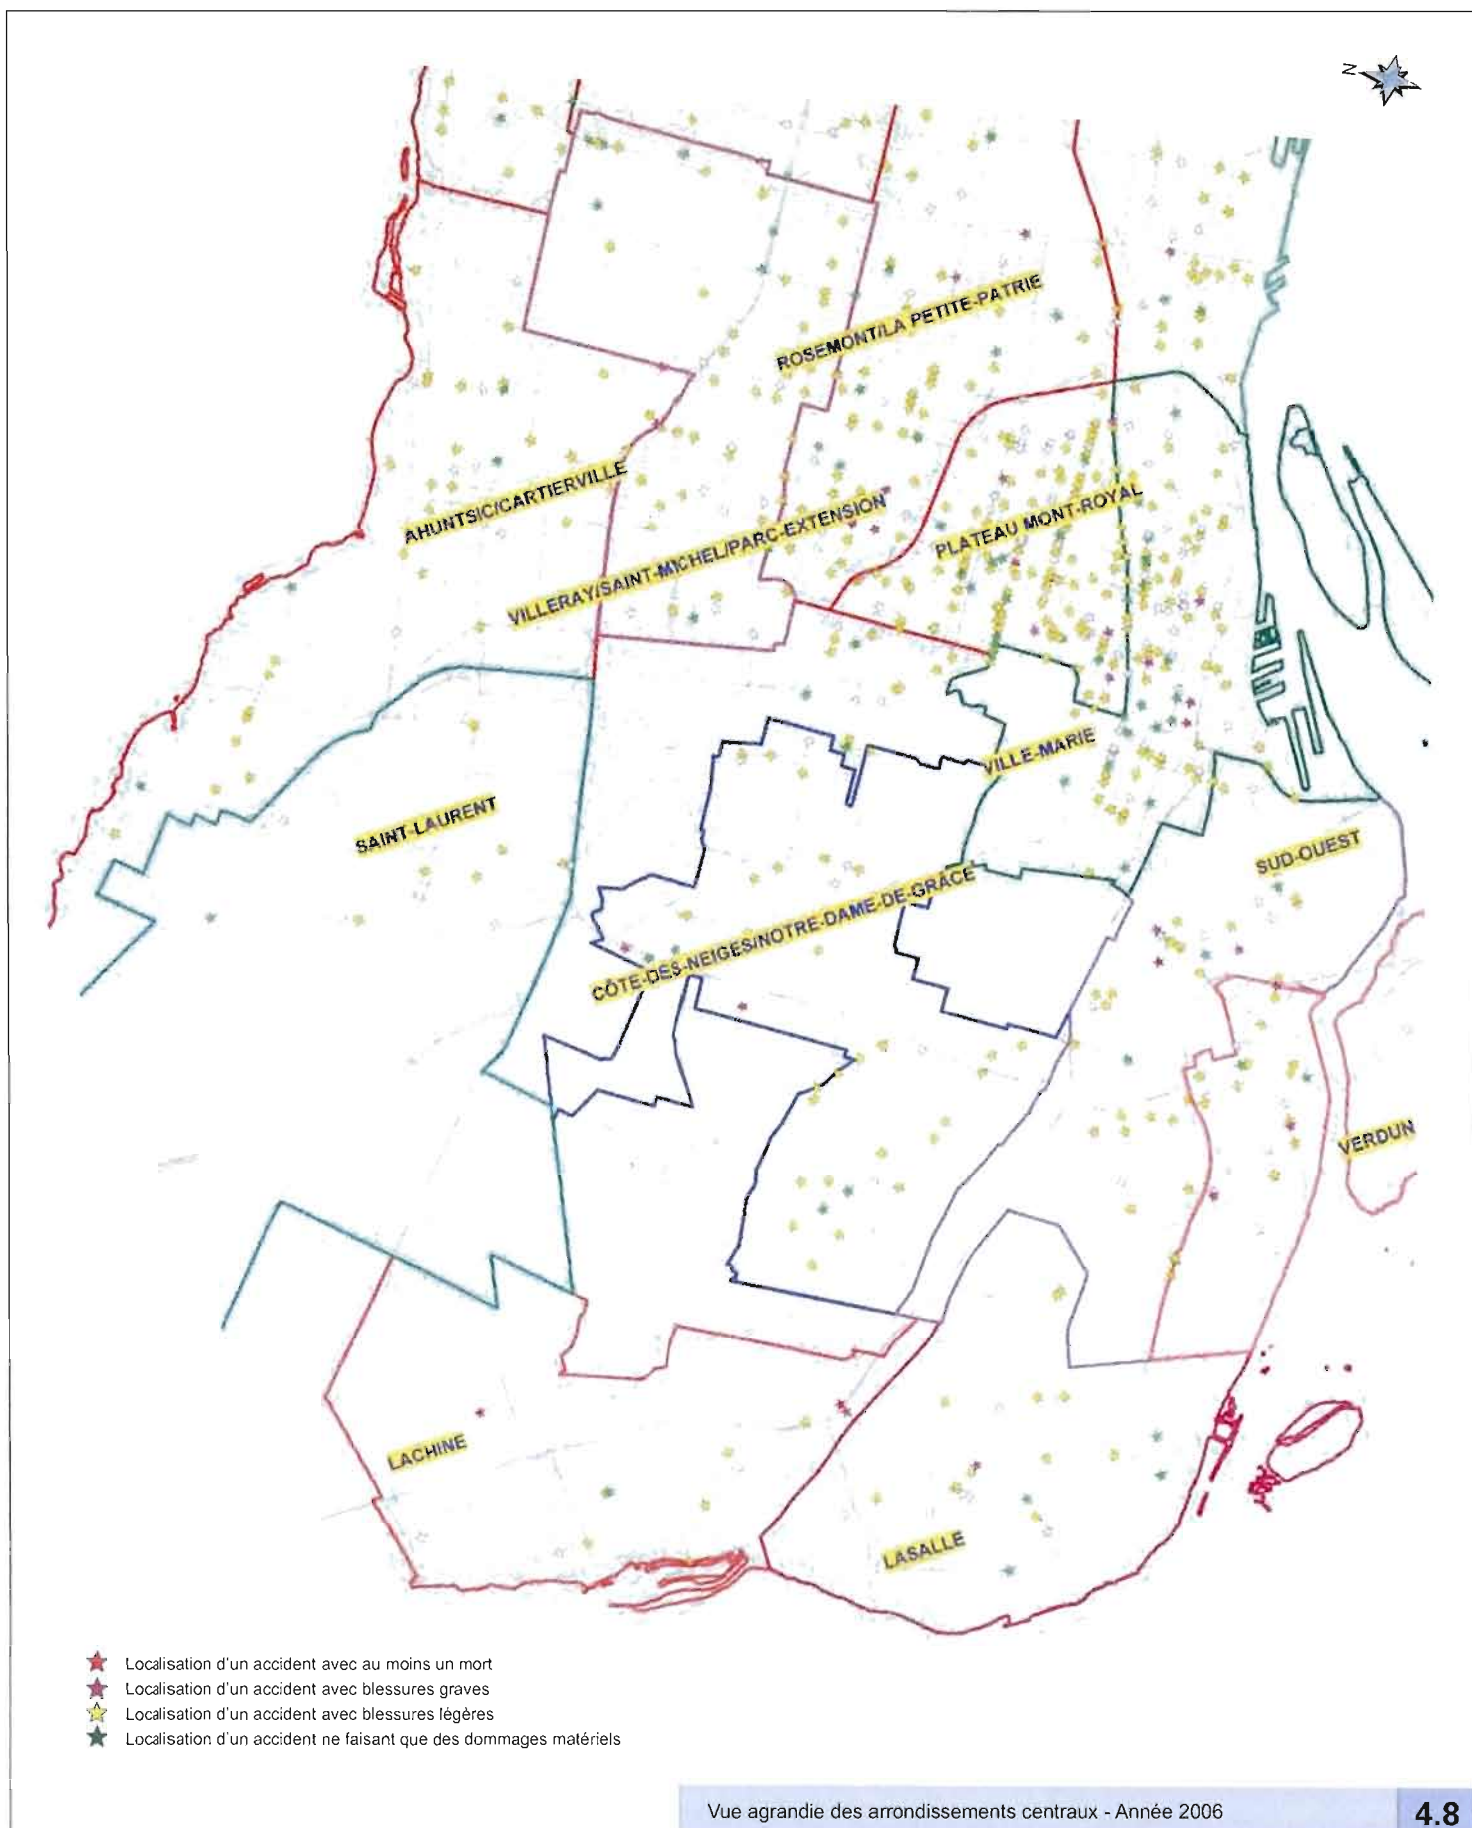 N
ROSEMONT/LA PETITE-PATRIE
AHUNTSIC/CARTIERVILLE
PLATEAU MONT-ROYAL
VILLERAY/SAINT-MICHEL/PARC-EXTENSION
VILLE-MARIE
SAINT-LAURENT
SUD-OUEST
CÔTE-DES-NEIGES/NOTRE-DAME-DE-GRÂCE
VERDUN
LACHINE
LASALLE
Localisation d'un accident avec au moins un mort
Localisation d'un accident avec blessures graves
Localisation d'un accident avec blessures légères
Localisation d'un accident ne faisant que des dommages matériels
Vue agrandie des arrondissements centraux - Année 2006
4.8